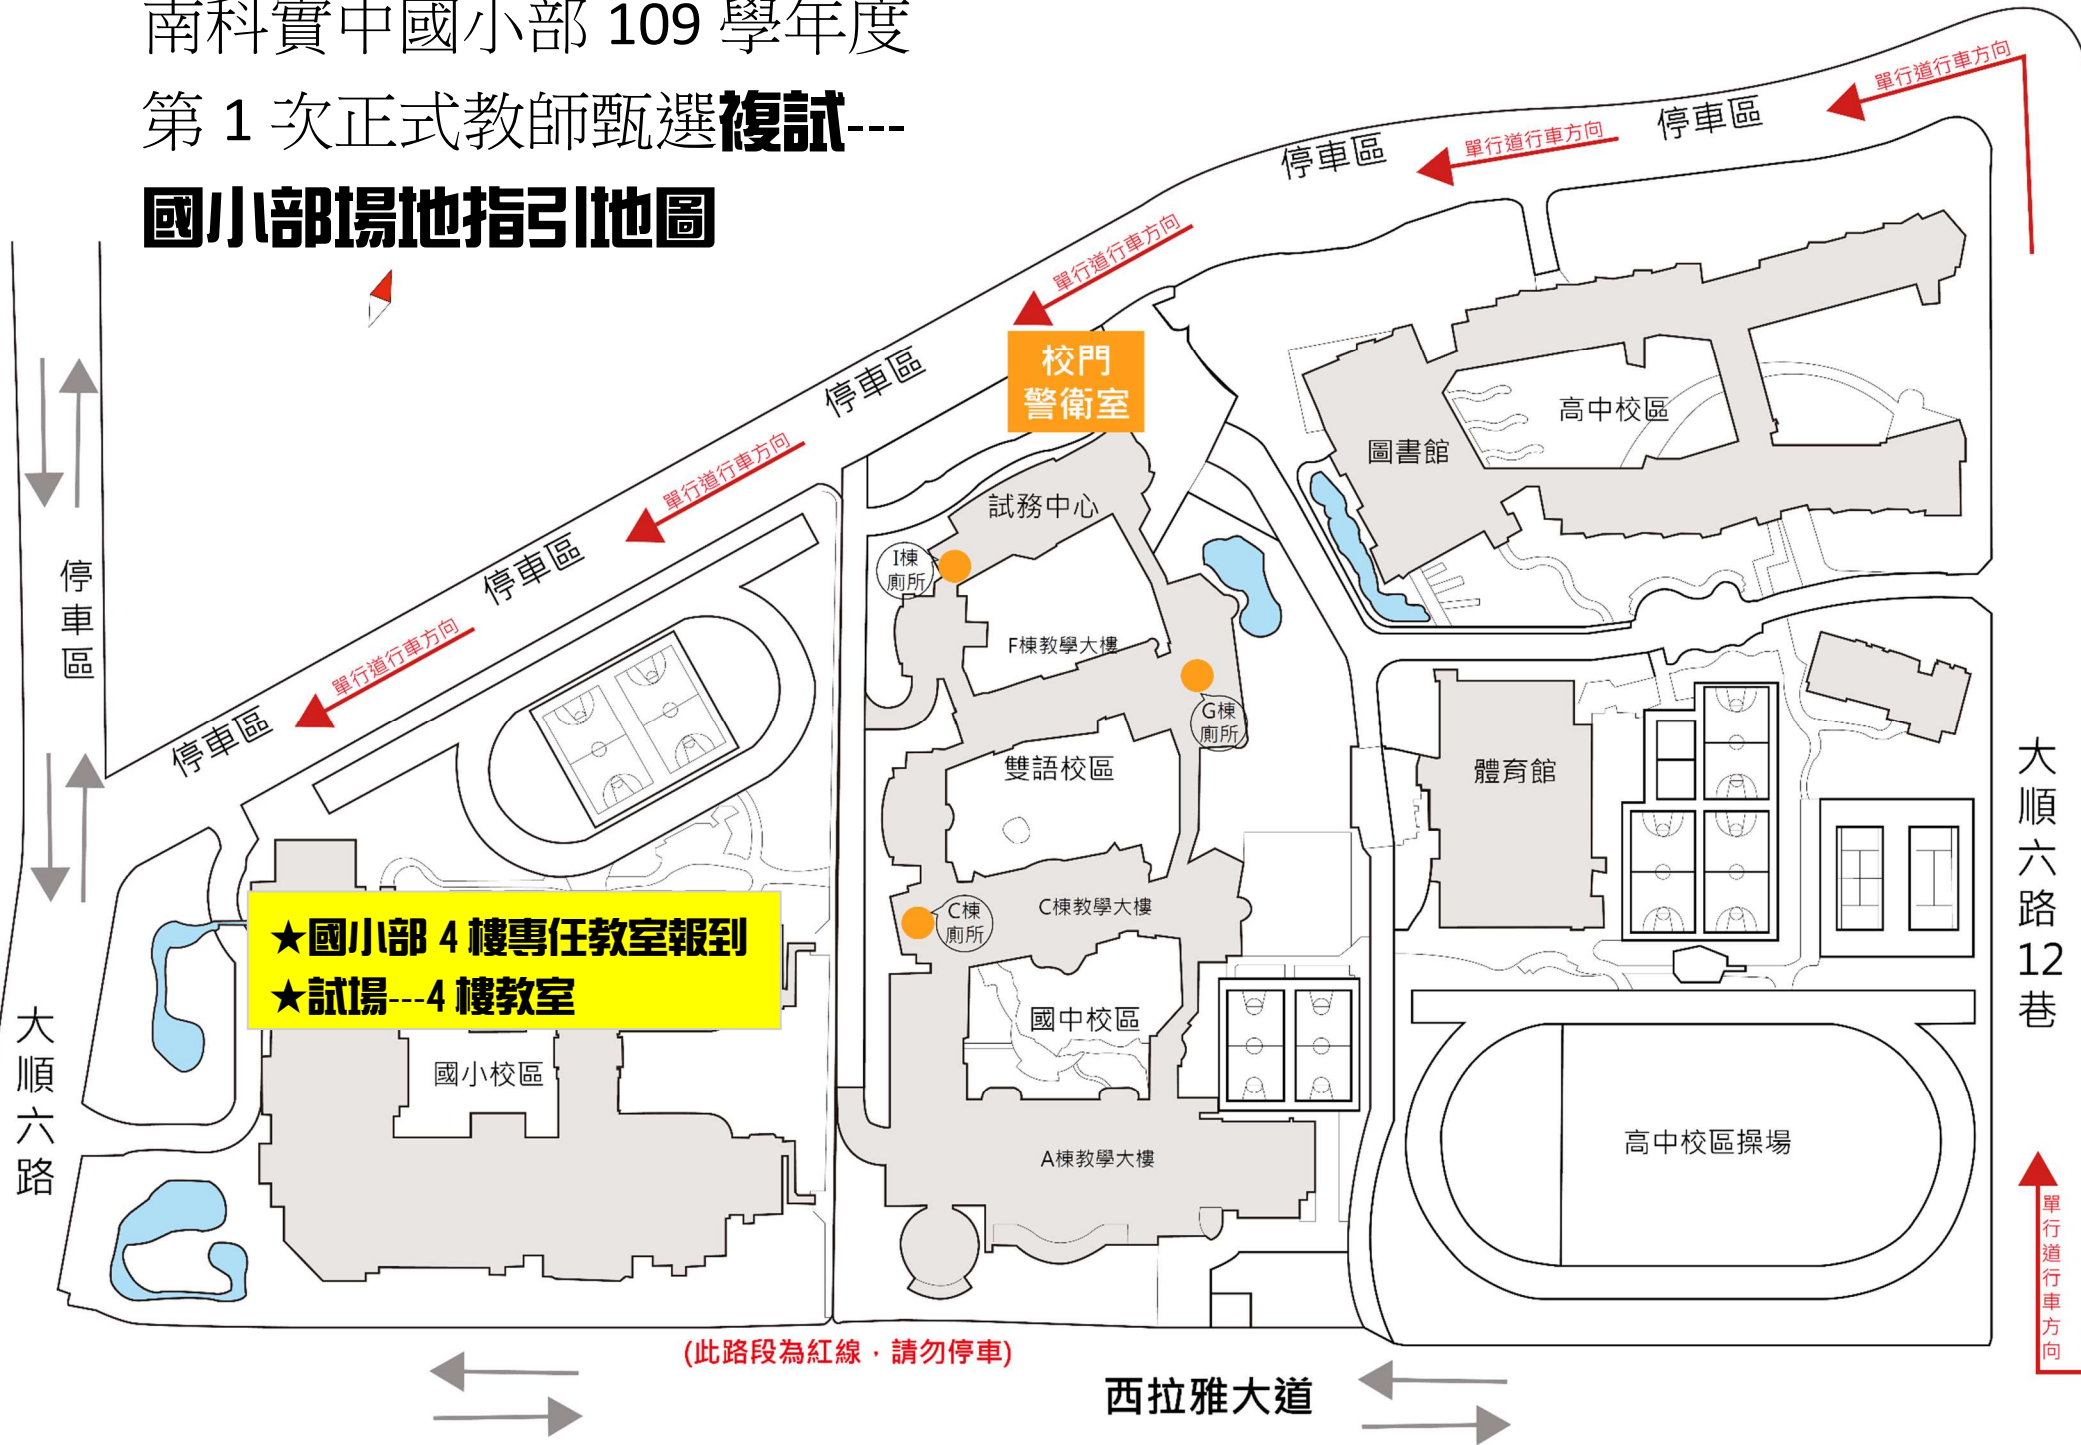 南科實中國小部 109 學年度
第 1 次正式教師甄選複試---
國小部場地指引地圖
單行道行車方向
停車區
單行道行車方向
停車區
單行道行車方向
校門
警衛室
停車區
高中校區
圖書館
單行道行車方向
試務中心
停車區
I棟
廁所
停車區
F棟教學大樓
單行道行車方向
G棟
廁所
停車區
雙語校區
體育館
大順六路12巷
★國小部 4 樓專任教室報到
★試場---4 樓教室
C棟
廁所
C棟教學大樓
國中校區
國小校區
大順六路
A棟教學大樓
高中校區操場
單行道行車方向
(此路段為紅線，請勿停車)
西拉雅大道